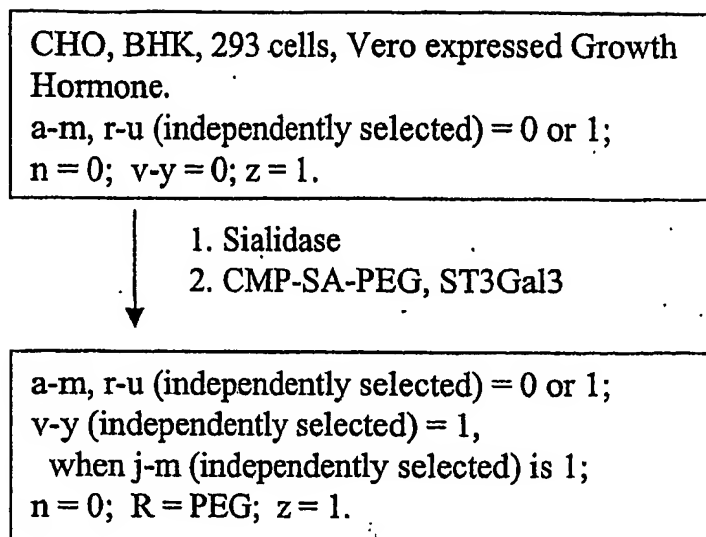 CHO, BHK, 293 cells, Vero expressed Growth
Hormone.
a-m, r-u (independently selected) = 0 or 1;
n = 0; v-y = 0; z = 1.
1. Sialidase
2. CMP-SA-PEG, ST3Gal3
a-m, r-u (independently selected) = 0 or 1;
v-y (independently selected) = 1,
when j-m (independently selected) is 1;
n = 0; R = PEG; z = 1.